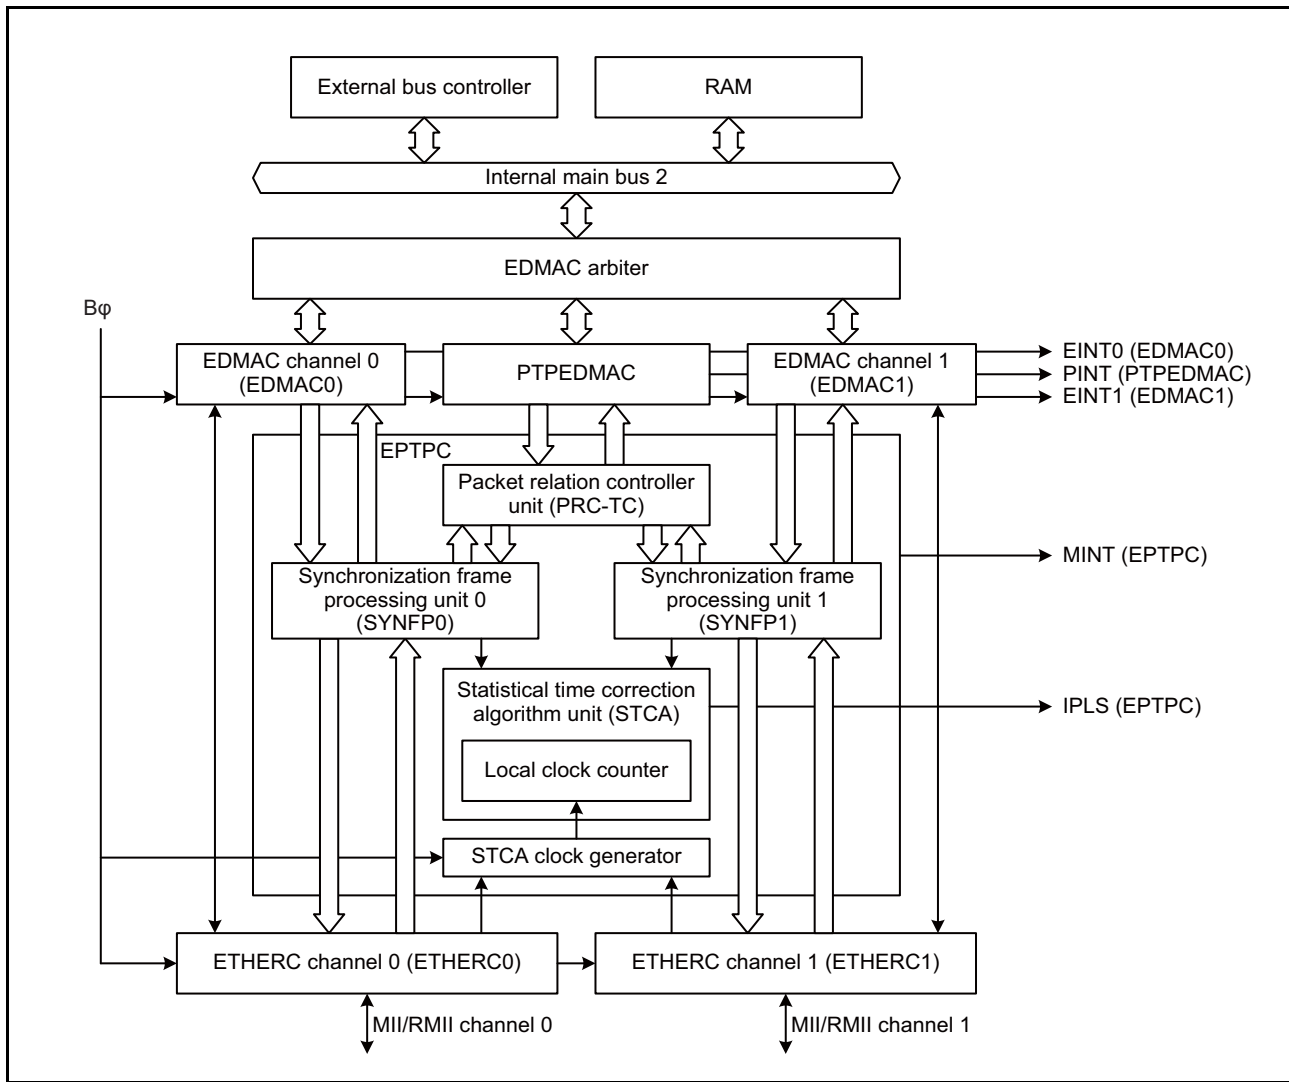 External bus controller
RAM
Internal main bus 2
EDMAC arbiter
Bφ
EDMAC channel 0
(EDMAC0)
PTPEDMAC
EDMAC channel 1
(EDMAC1)
EINT0 (EDMAC0)
PINT (PTPEDMAC)
EINT1 (EDMAC1)
EPTPC
Packet relation controller
unit (PRC-TC)
Synchronization frame
processing unit 0
(SYNFP0)
Synchronization frame
processing unit 1
(SYNFP1)
MINT (EPTPC)
Statistical time correction
algorithm unit (STCA)
IPLS (EPTPC)
Local clock counter
STCA clock generator
ETHERC channel 0 (ETHERC0)
ETHERC channel 1 (ETHERC1)
MII/RMII channel 0
MII/RMII channel 1